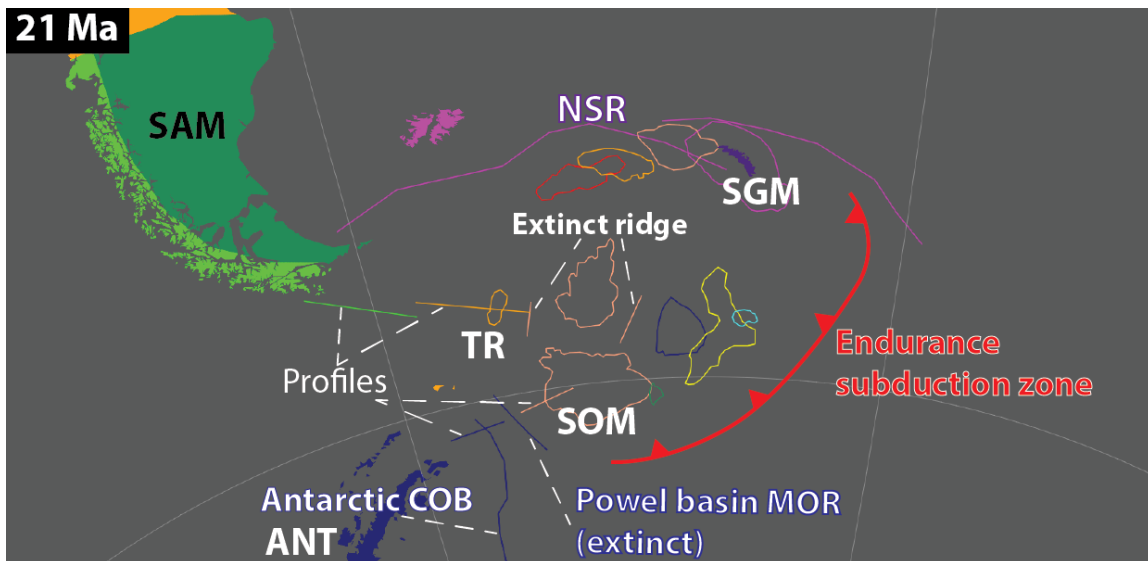 21 Ma
SAM
NSR
SGM
Extinct ridge
TR
Profiles
Endurance
subduction zone
SOM
Antarctic COB
ANT
Powel basin MOR
(extinct)